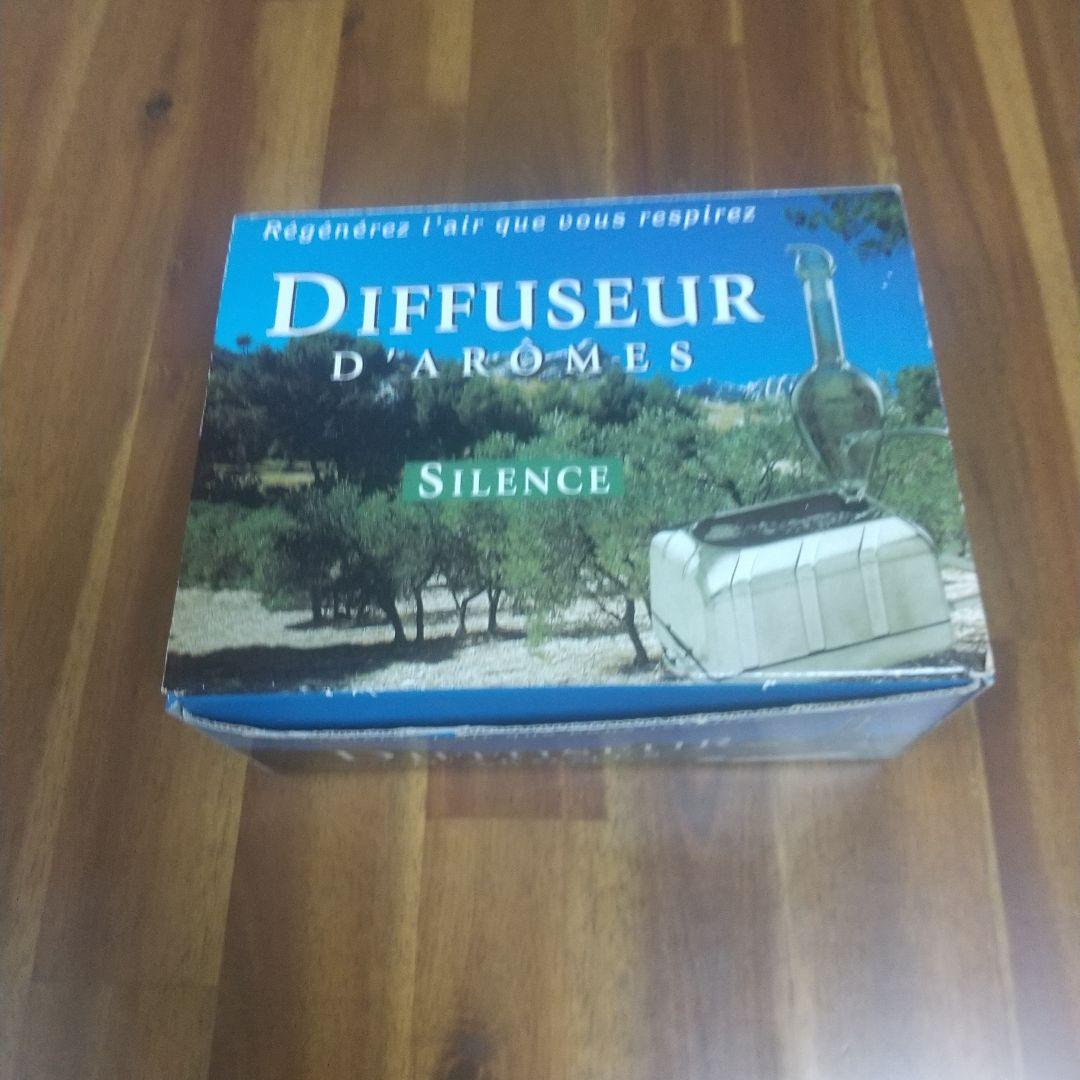 Régénérez l'air que vous respirez
DIFFUSEUR
D'ARÔMES
SILENCE